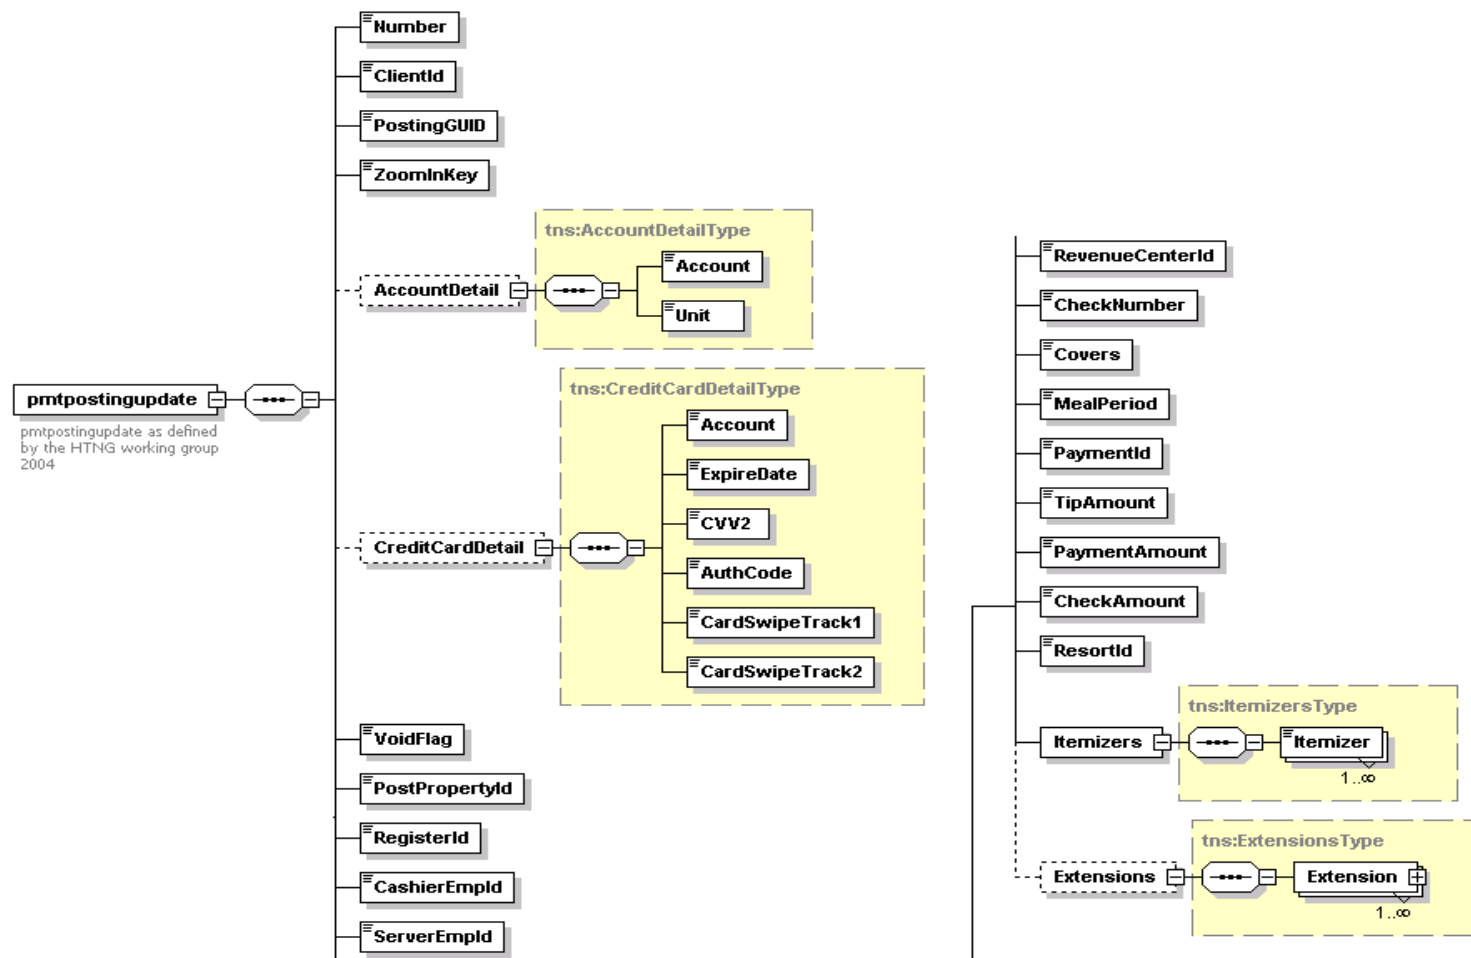 Number
ClientId
PostingGUID
ZoomInKey
tns:AccountDetailType
AccountDetail
Account
Unit
pmtpostingupdate
pmtpostingupdate as defined
by the HTNG working group
2004
tns:CreditCardDetailType
CreditCardDetail
Account
ExpireDate
CVV2
AuthCode
CardSwipeTrack1
CardSwipeTrack2
VoidFlag
PostPropertyId
RegisterId
CashierEmpId
ServerEmpId
RevenueCenterId
CheckNumber
Covers
MealPeriod
PaymentId
TipAmount
PaymentAmount
CheckAmount
ResortId
tns:ItemizersType
Itemizers
Itemizer
1..∞
tns:ExtensionsType
Extensions
Extension
1..∞